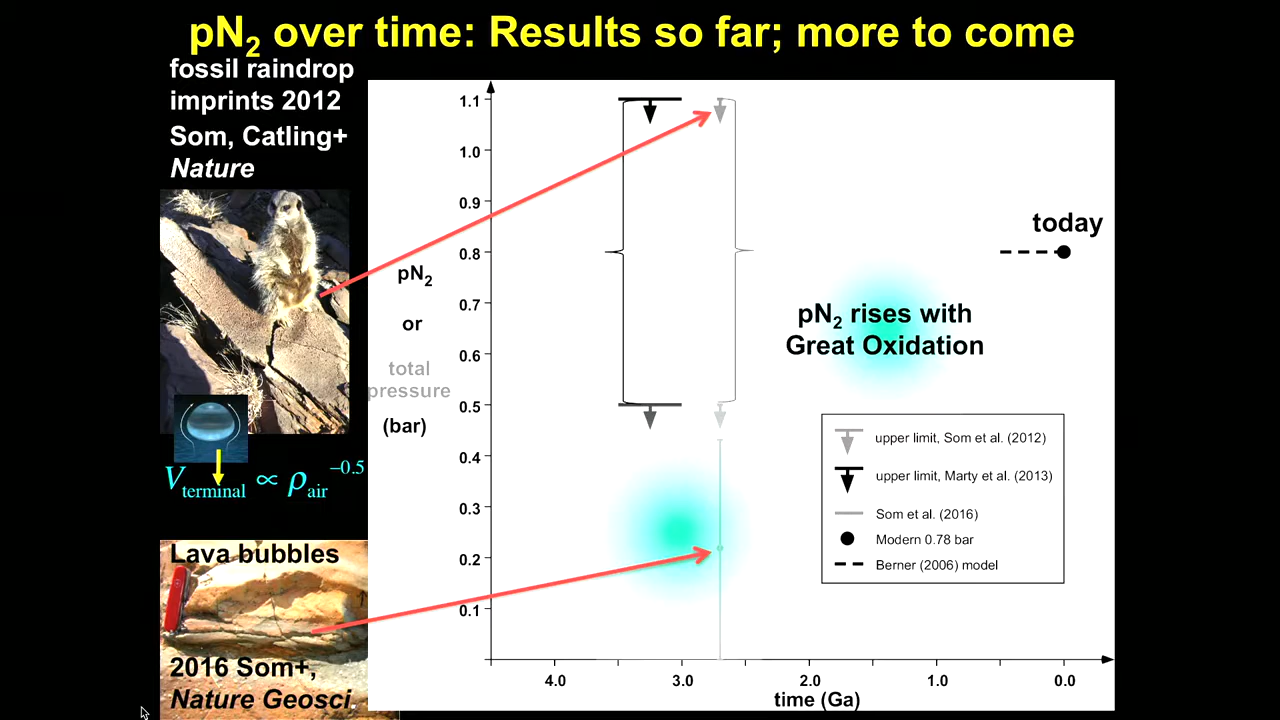 pN₂ over time: Results so far; more to come
fossil raindrop
imprints 2012
Som, Catling+
Nature
V terminal ∝ ρ air −0.5
Lava bubbles
2016 Som+,
Nature Geosci.
pN₂
or
total
pressure
(bar)
1.1
1.0
0.9
0.8
0.7
0.6
0.5
0.4
0.3
0.2
0.1
today
pN₂ rises with
Great Oxidation
upper limit, Som et al. (2012)
upper limit, Marty et al. (2013)
Som et al. (2016)
Modern 0.78 bar
Berner (2006) model
4.0 3.0 2.0 1.0 0.0
time (Ga)